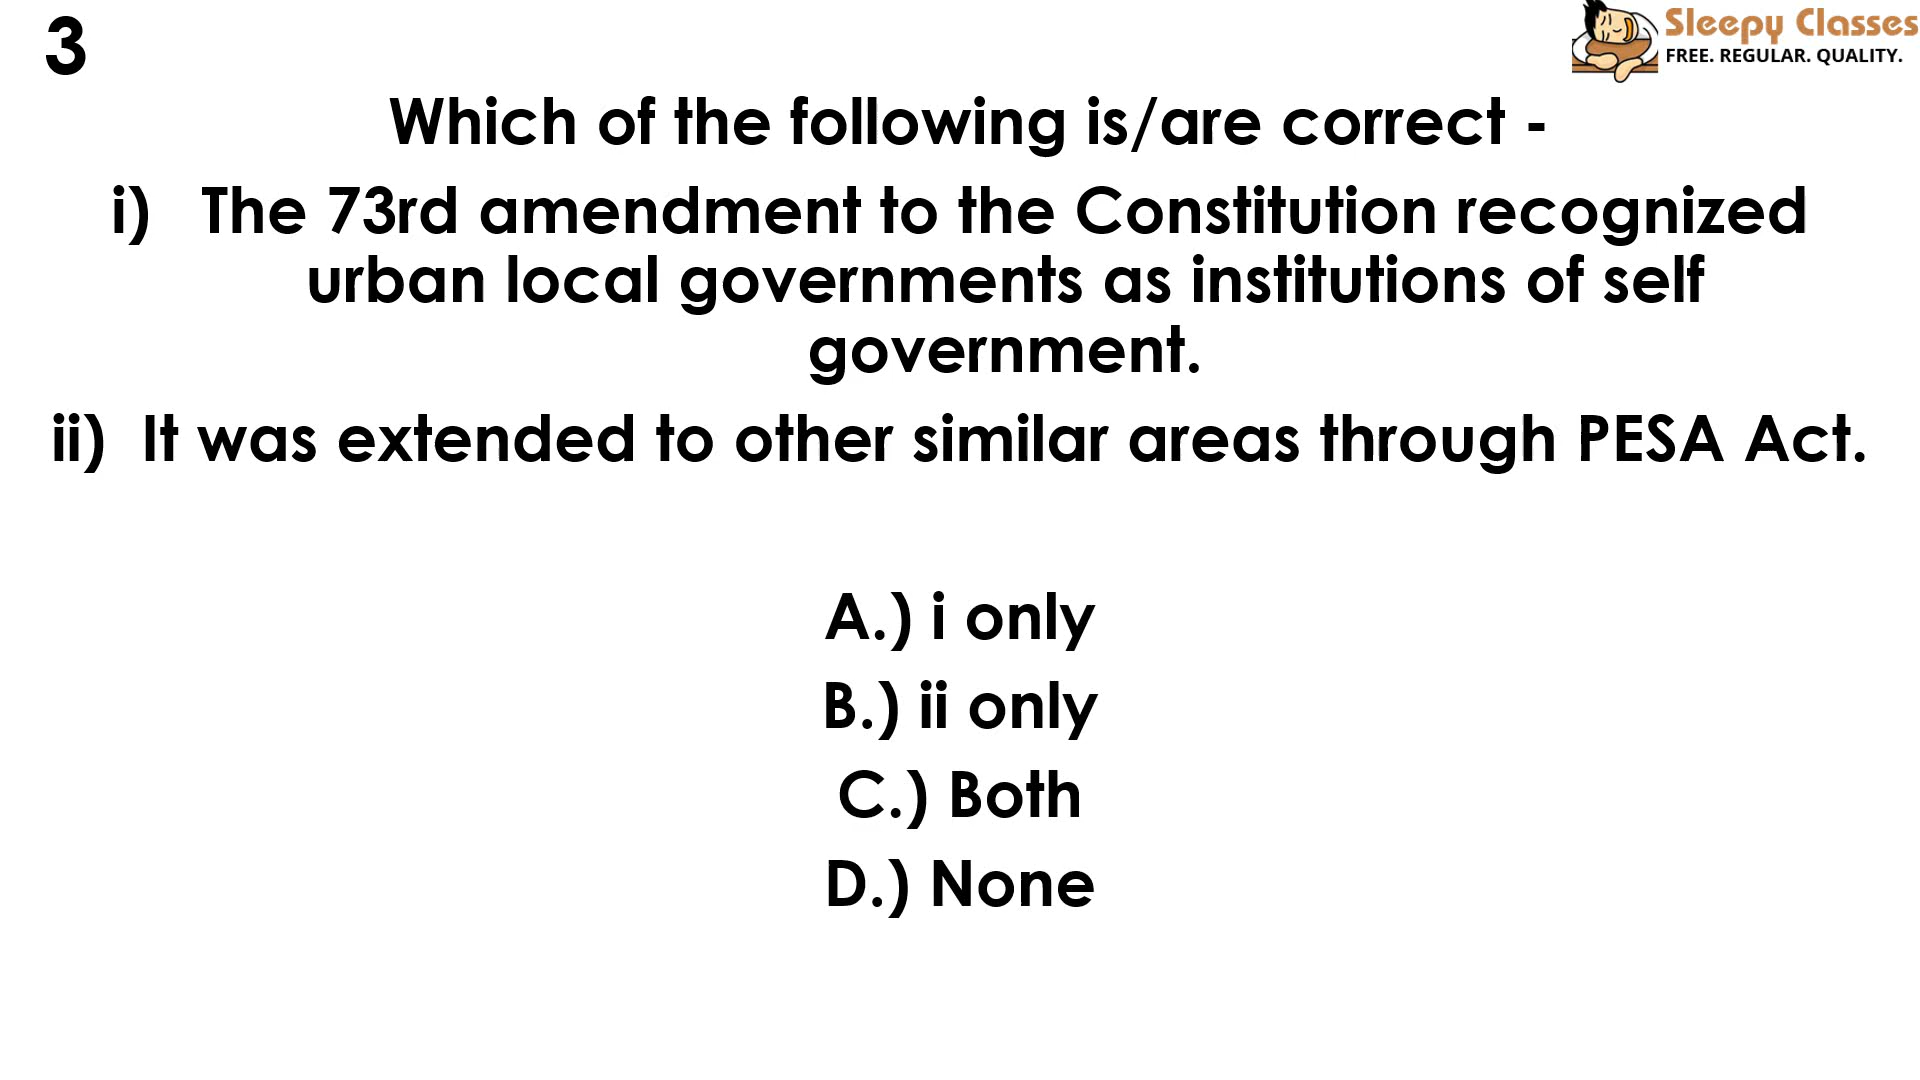 3
Sleepy Classes
FREE. REGULAR. QUALITY.
Which of the following is/are correct -
i) The 73rd amendment to the Constitution recognized
urban local governments as institutions of self
government.
ii) It was extended to other similar areas through PESA Act.
A.) i only
B.) ii only
C.) Both
D.) None